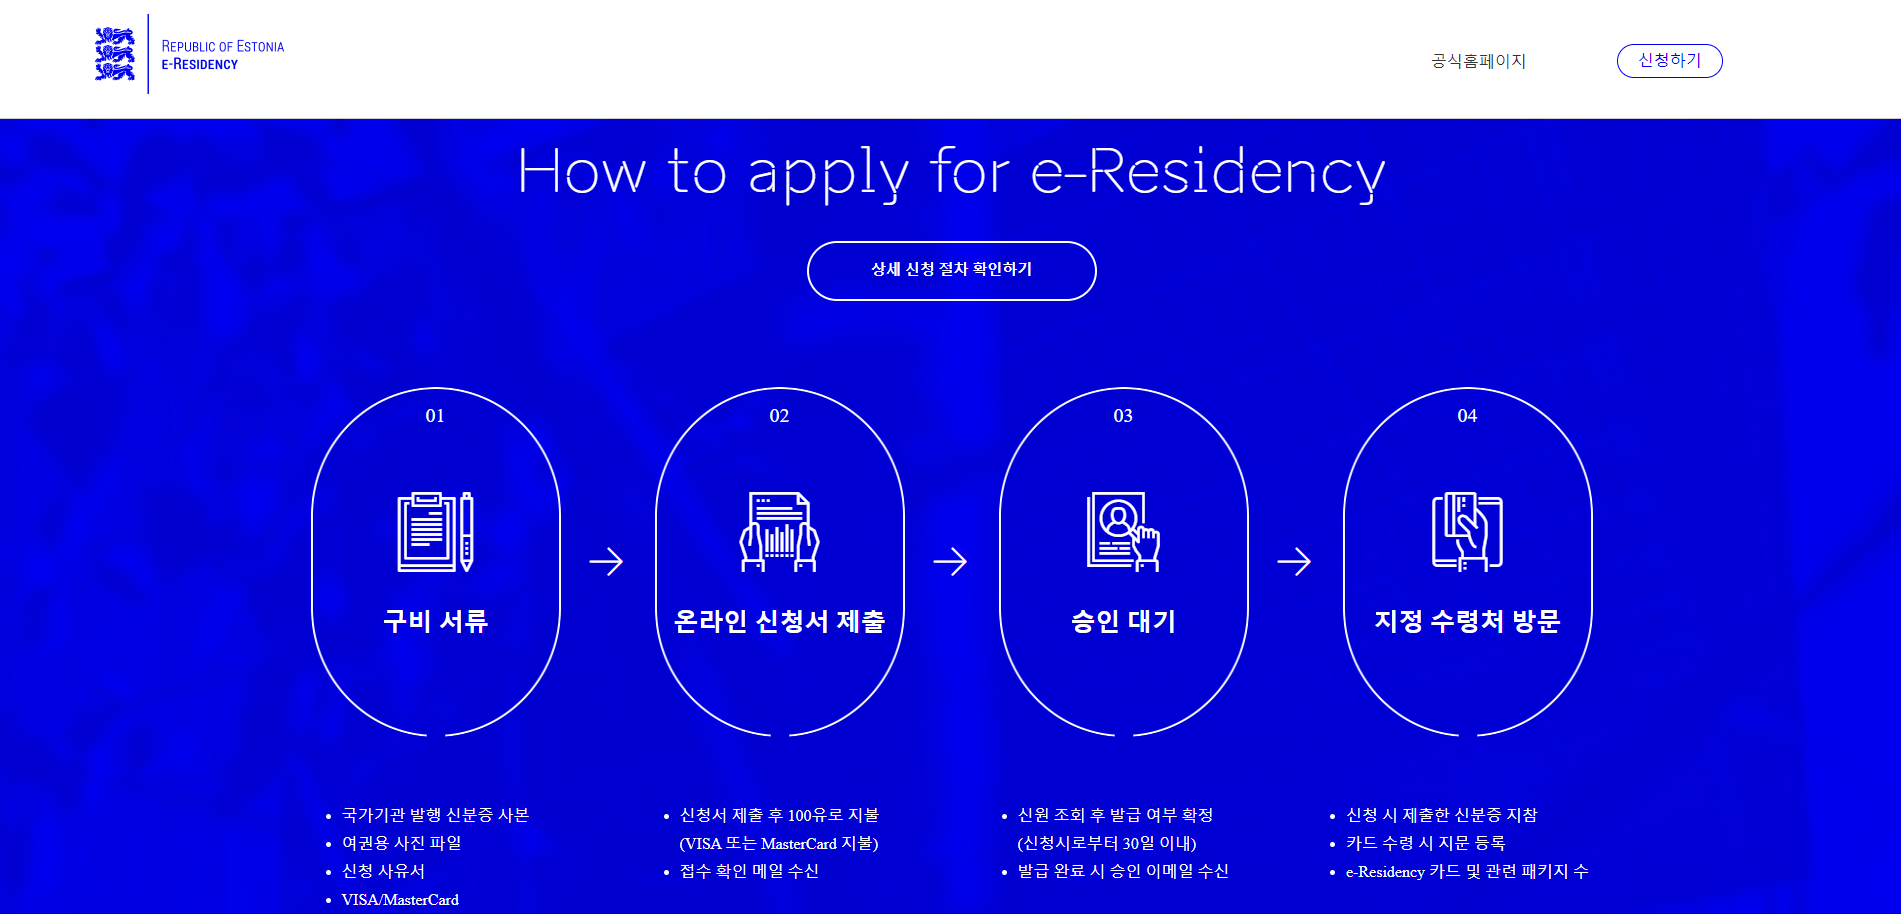 REPUBLIC OF ESTONIA
E-RESIDENCY
공식홈페이지
신청하기
How to apply for e-Residency
상세 신청 절차 확인하기
01
구비 서류
02
온라인 신청서 제출
03
승인 대기
04
지정 수령처 방문
• 국가기관 발행 신분증 사본
• 여권용 사진 파일
• 신청 사유서
• VISA/MasterCard
• 신청서 제출 후 100유로 지불
(VISA 또는 MasterCard 지불)
• 접수 확인 메일 수신
• 신원 조회 후 발급 여부 확정
(신청시로부터 30일 이내)
• 발급 완료 시 승인 이메일 수신
• 신청 시 제출한 신분증 지참
• 카드 수령 시 지문 등록
• e-Residency 카드 및 관련 패키지 수